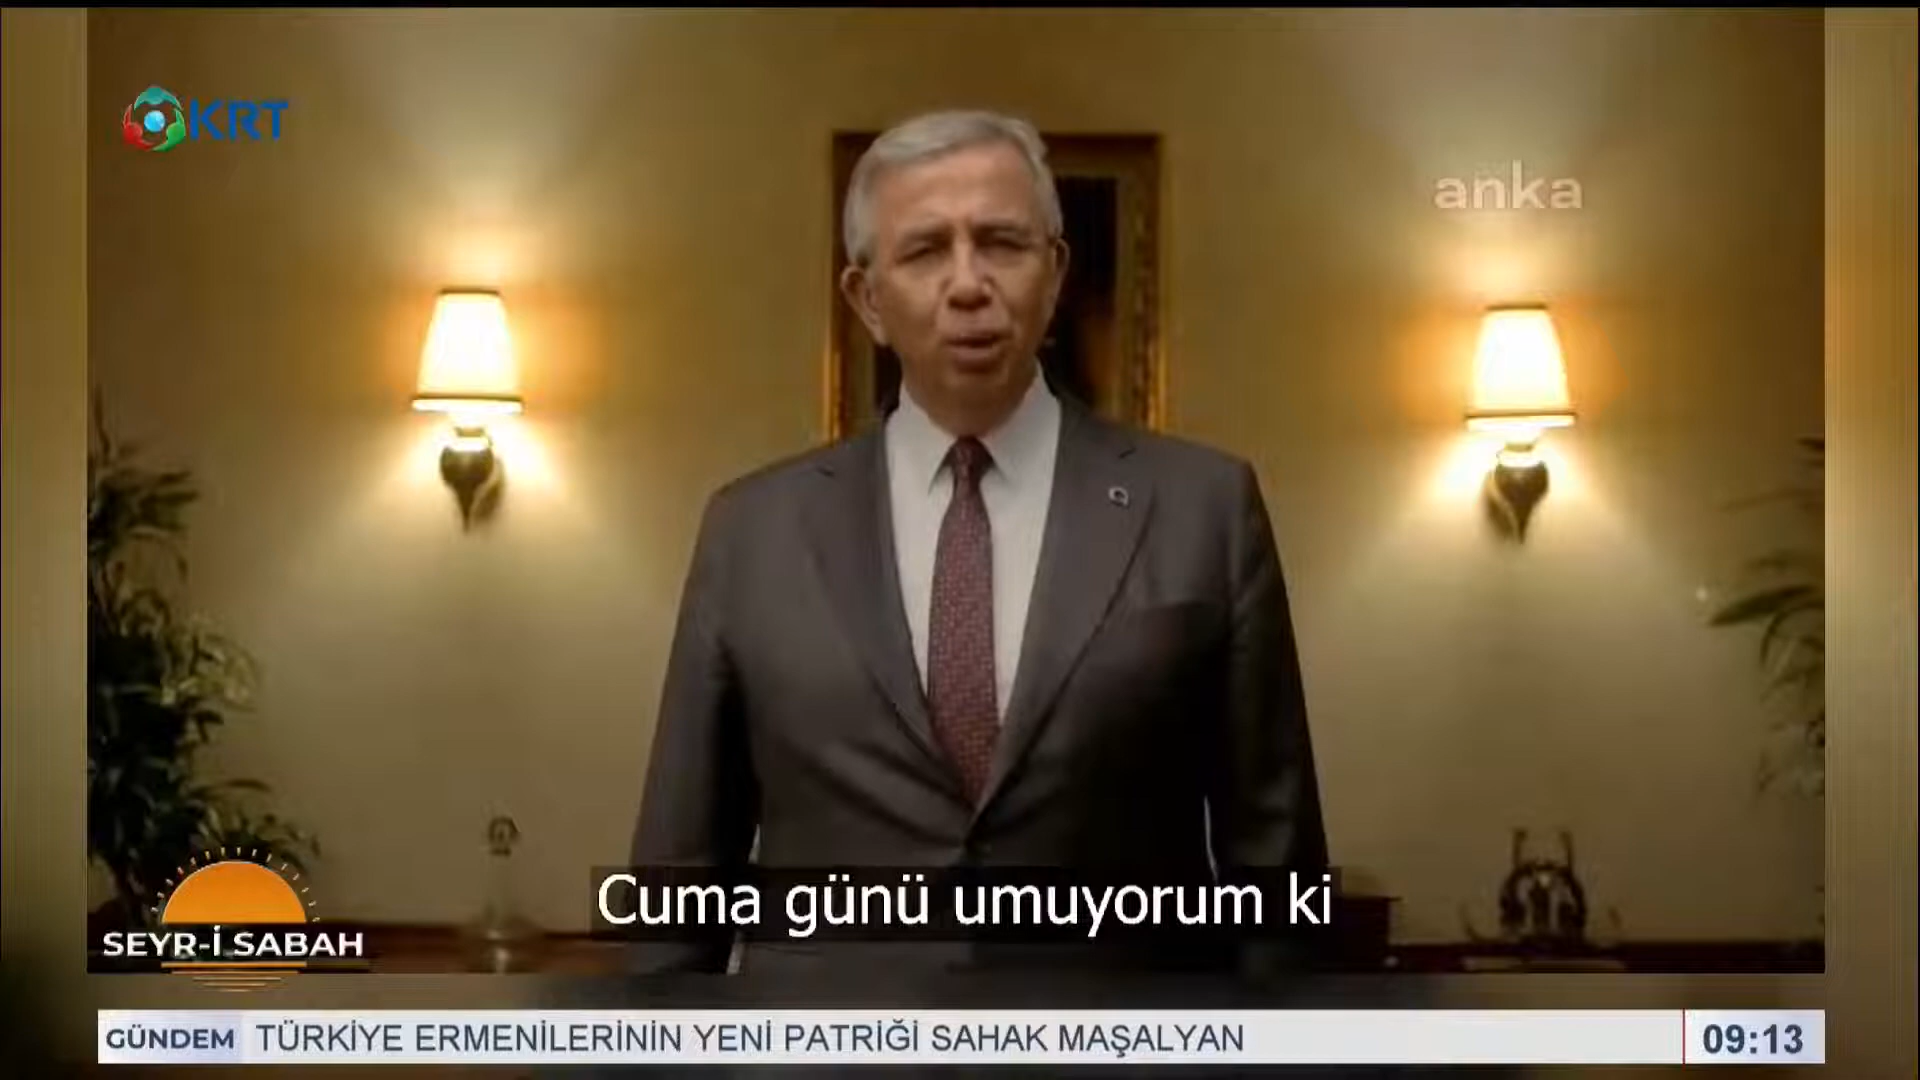 KRT
anka
Cuma günü umuyorum ki
SEYR-İ SABAH
GÜNDEM TÜRKİYE ERMENİLERİNİN YENİ PATRİĞİ SAHAK MAŞALYAN 09:13